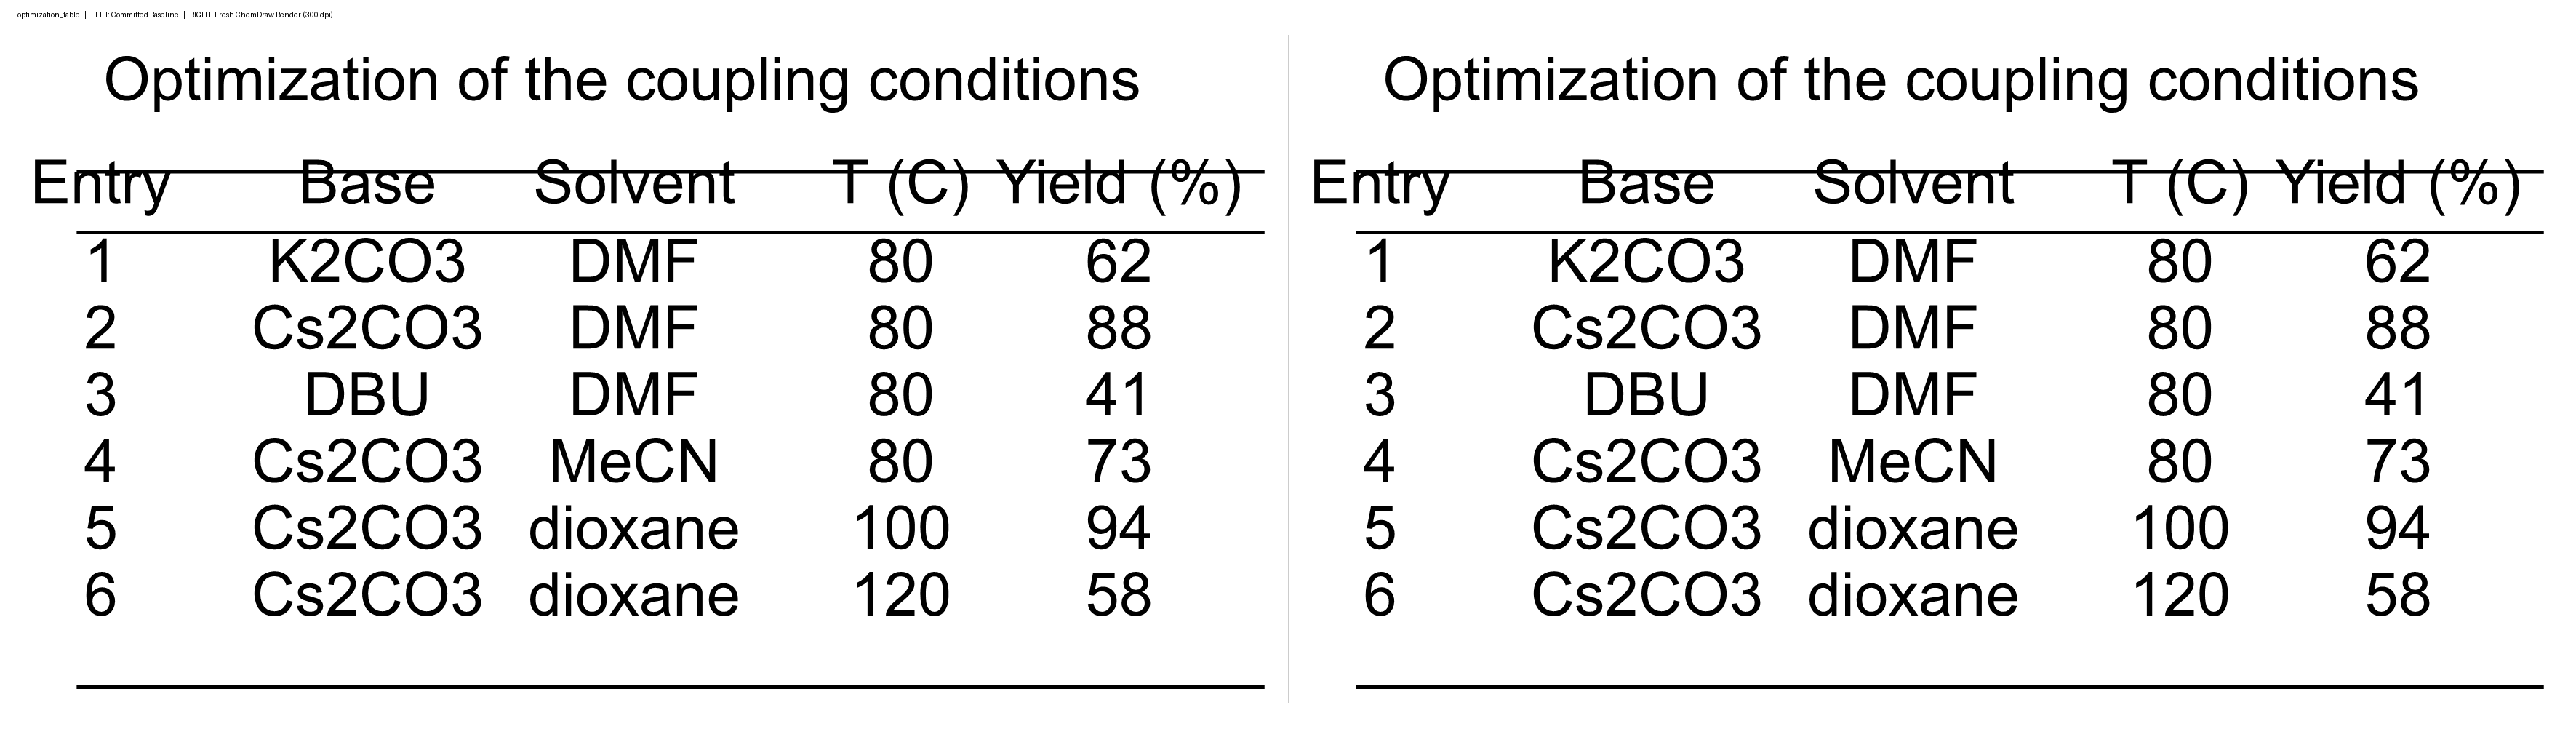 optimization_table | LEFT: Committed Baseline | RIGHT: Fresh ChemDraw Render (300 dpi)
Optimization of the coupling conditions
Entry Base Solvent T (C) Yield (%)
1 K2CO3 DMF 80 62
2 Cs2CO3 DMF 80 88
3 DBU DMF 80 41
4 Cs2CO3 MeCN 80 73
5 Cs2CO3 dioxane 100 94
6 Cs2CO3 dioxane 120 58
Optimization of the coupling conditions
Entry Base Solvent T (C) Yield (%)
1 K2CO3 DMF 80 62
2 Cs2CO3 DMF 80 88
3 DBU DMF 80 41
4 Cs2CO3 MeCN 80 73
5 Cs2CO3 dioxane 100 94
6 Cs2CO3 dioxane 120 58